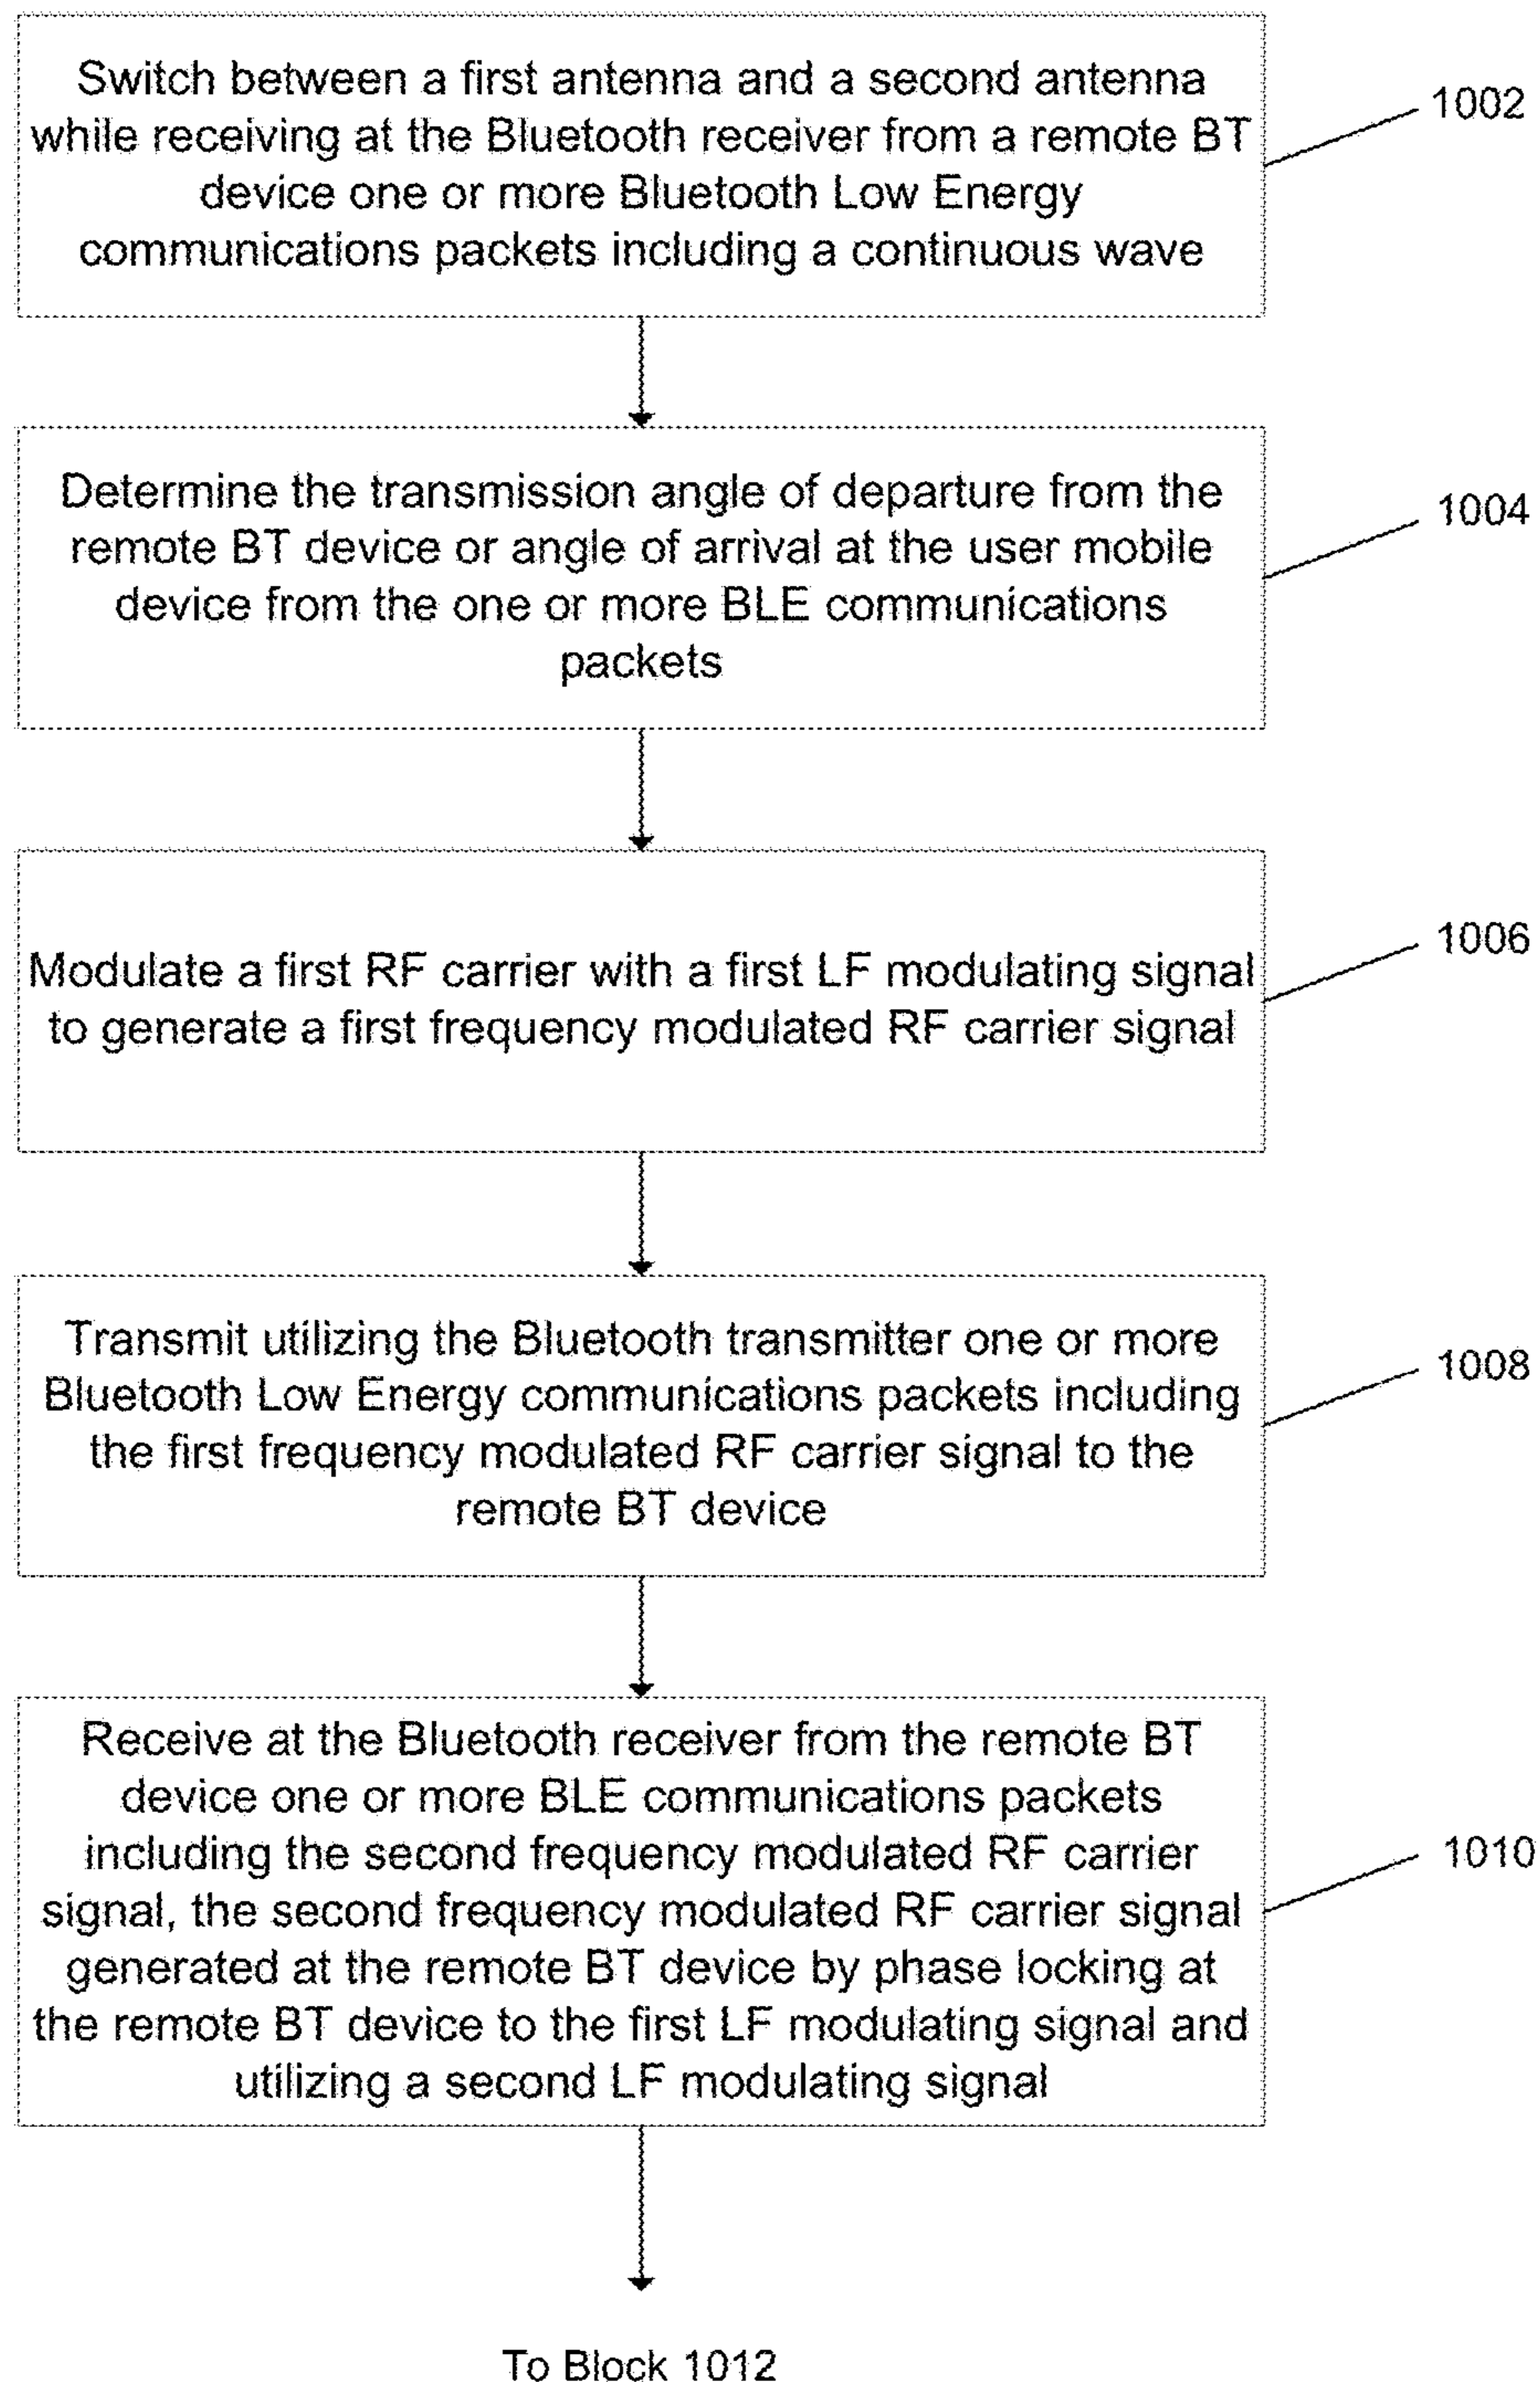 Switch between a first antenna and a second antenna
while receiving at the Bluetooth receiver from a remote BT
device one or more Bluetooth Low Energy
communications packets including a continuous wave
1002
Determine the transmission angle of departure from the
remote BT device or angle of arrival at the user mobile
device from the one or more BLE communications
packets
1004
Modulate a first RF carrier with a first LF modulating signal
to generate a first frequency modulated RF carrier signal
1006
Transmit utilizing the Bluetooth transmitter one or more
Bluetooth Low Energy communications packets including
the first frequency modulated RF carrier signal to the
remote BT device
1008
Receive at the Bluetooth receiver from the remote BT
device one or more BLE communications packets
including the second frequency modulated RF carrier
signal, the second frequency modulated RF carrier signal
generated at the remote BT device by phase locking at
the remote BT device to the first LF modulating signal and
utilizing a second LF modulating signal
1010
To Block 1012